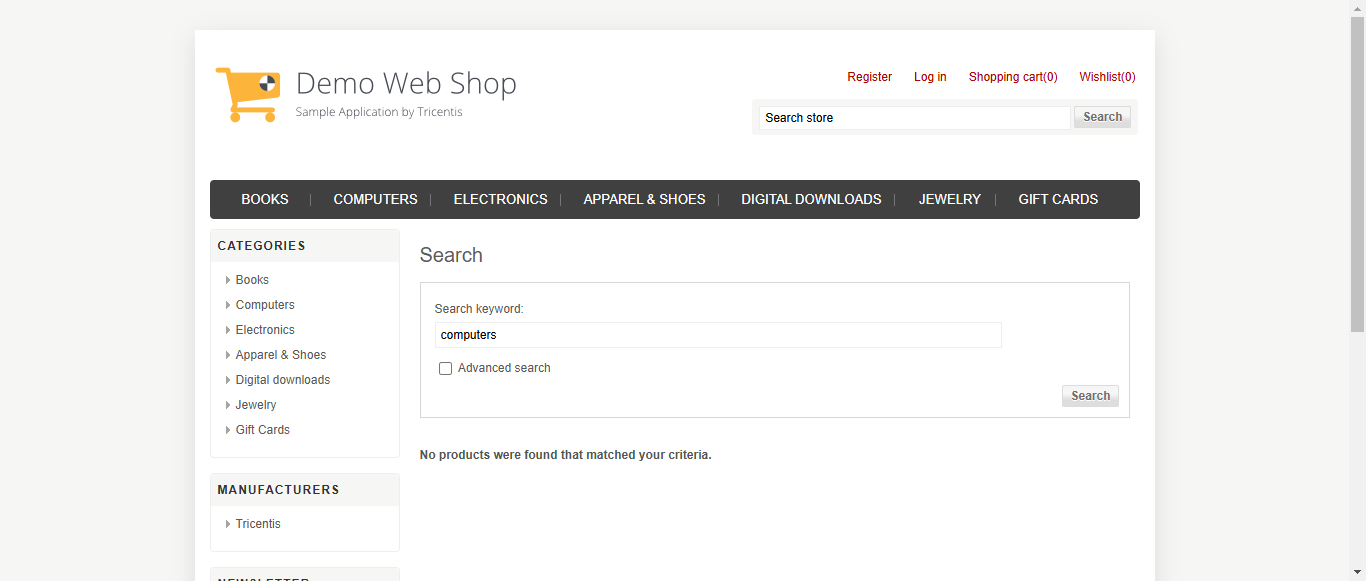 Demo Web Shop
Sample Application by Tricentis
Register Log in Shopping cart(0) Wishlist(0)
Search store Search
BOOKS COMPUTERS ELECTRONICS APPAREL & SHOES DIGITAL DOWNLOADS JEWELRY GIFT CARDS
CATEGORIES
Books
Computers
Electronics
Apparel & Shoes
Digital downloads
Jewelry
Gift Cards
MANUFACTURERS
Tricentis
NEWSLETTER
Search
Search keyword:
computers
Advanced search
Search
No products were found that matched your criteria.